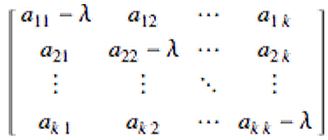 a₁₁ − λ a₁₂ ⋯ a₁ₖ
a₂₁ a₂₂ − λ ⋯ a₂ₖ
⋮ ⋮ ⋱ ⋮
aₖ₁ aₖ₂ ⋯ aₖₖ − λ